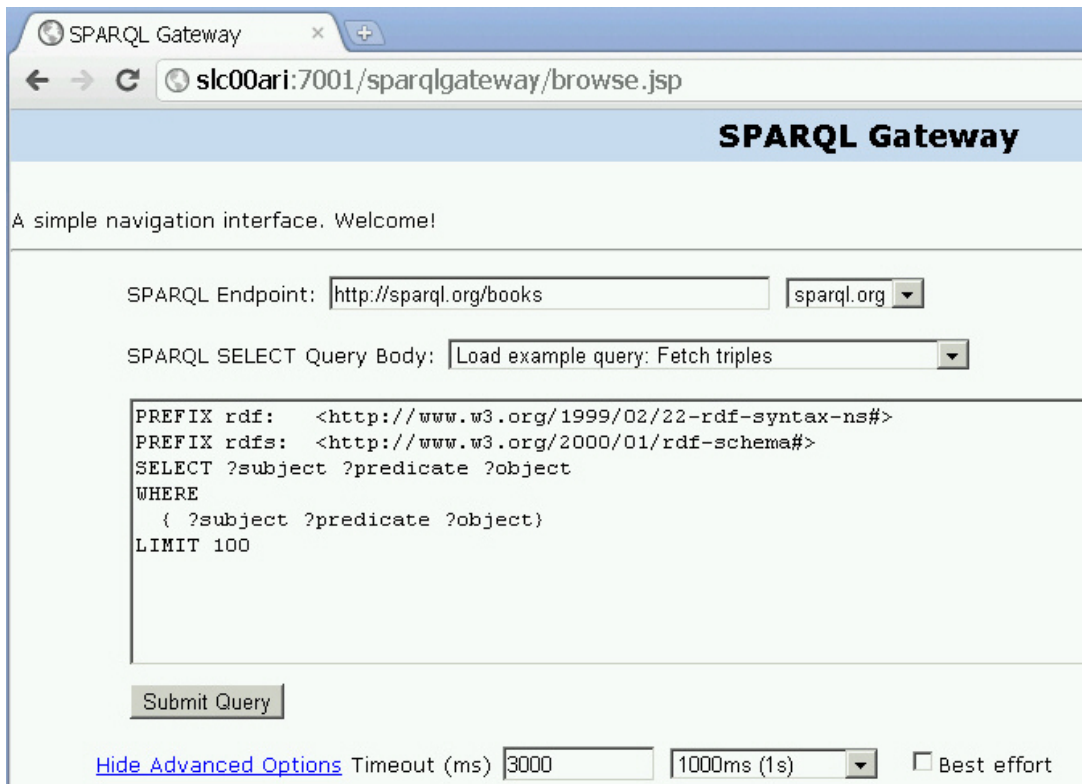 SPARQL Gateway
slc00ari:7001/sparqlgateway/browse.jsp
SPARQL Gateway
A simple navigation interface. Welcome!
SPARQL Endpoint: http://sparql.org/books sparql.org
SPARQL SELECT Query Body: Load example query: Fetch triples
PREFIX rdf: <http://www.w3.org/1999/02/22-rdf-syntax-ns#>
PREFIX rdfs: <http://www.w3.org/2000/01/rdf-schema#>
SELECT ?subject ?predicate ?object
WHERE
{ ?subject ?predicate ?object}
LIMIT 100
Submit Query
Hide Advanced Options Timeout (ms) 3000 1000ms (1s) Best effort